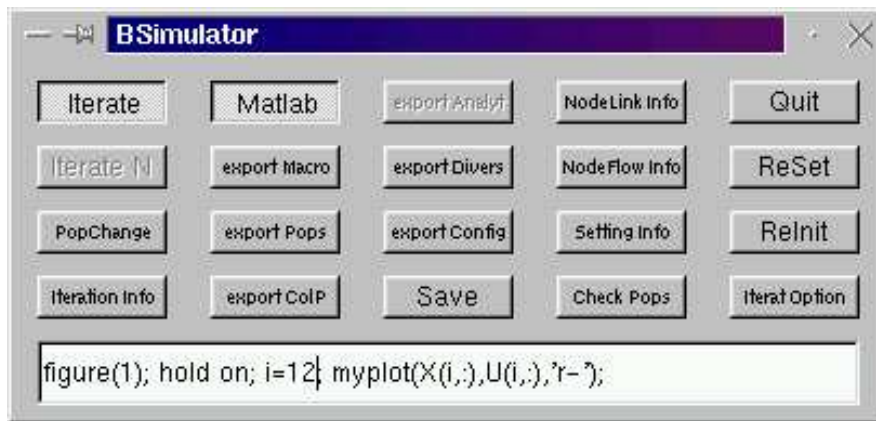 BSimulator
Iterate Matlab export Analyt NodeLink Info Quit
Iterate N export Macro export Divers NodeFlow Info ReSet
PopChange export Pops export Config Setting Info ReInit
Iteration Info export ColP Save Check Pops Iterat Option
figure(1); hold on; i=12; myplot(X(i,:),U(i,:),'r-');